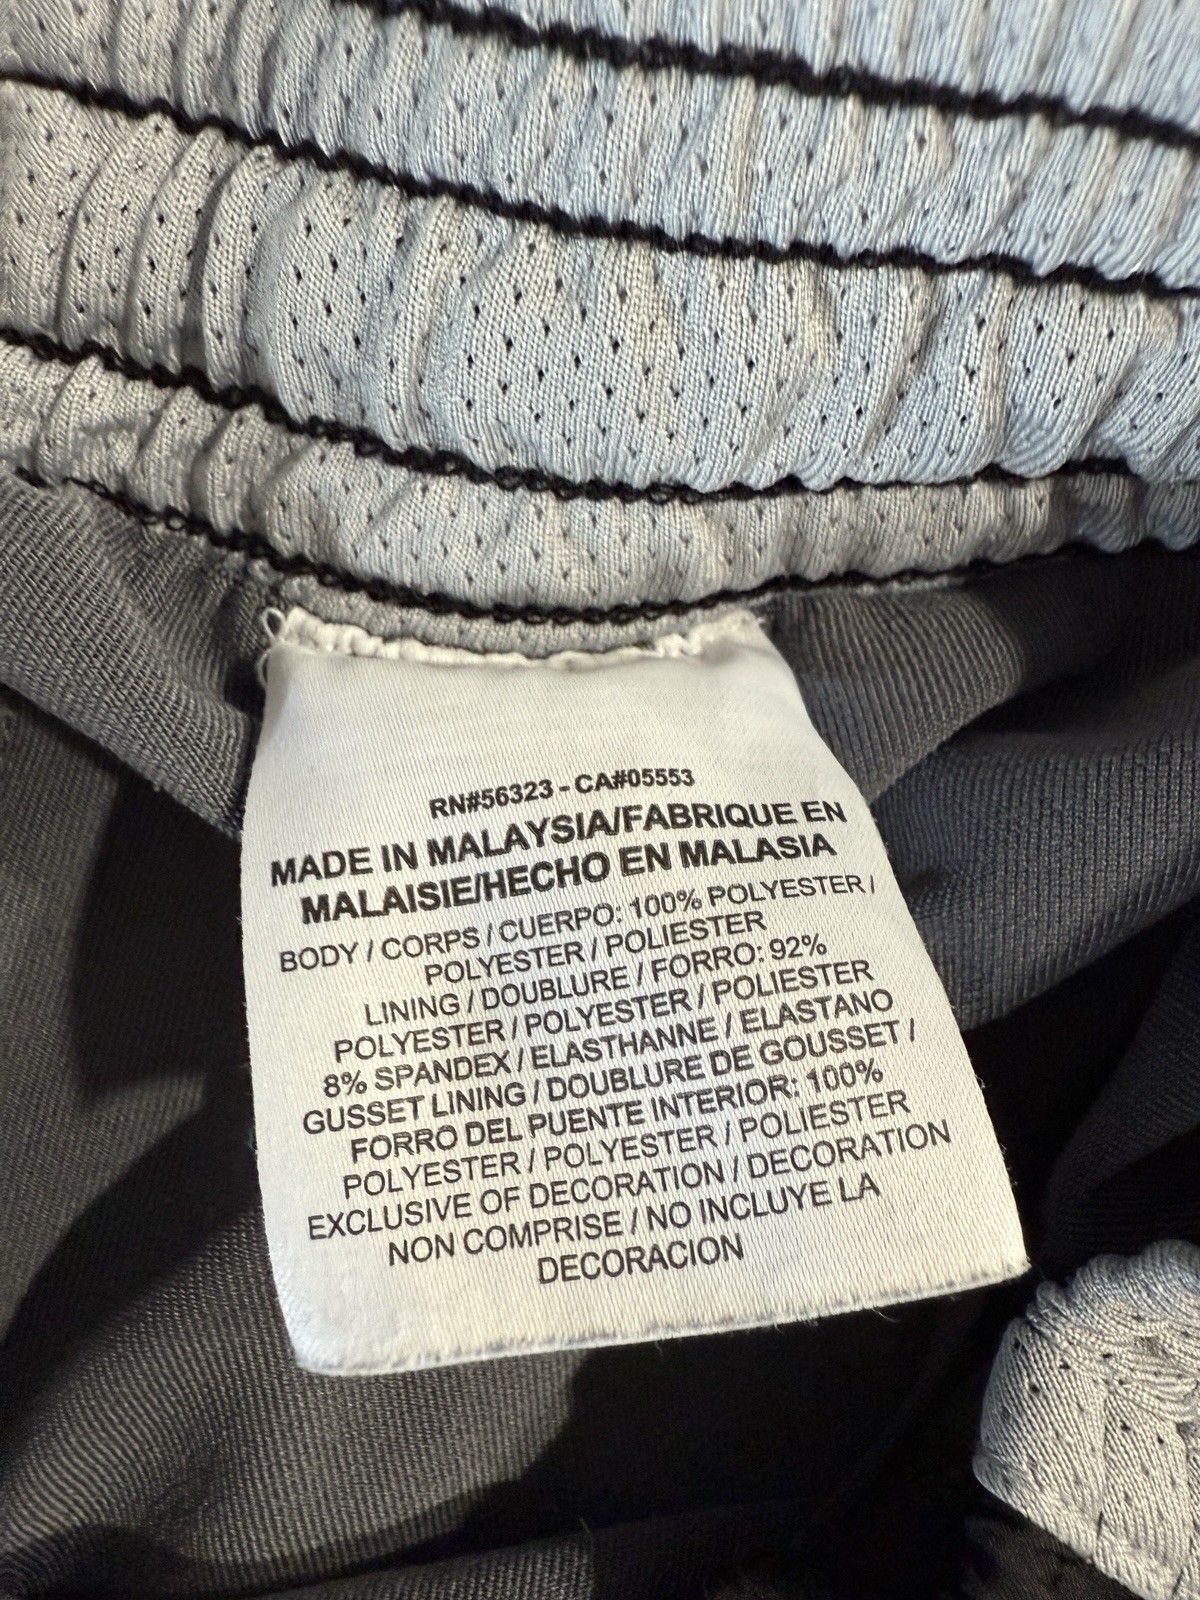 RN#56323 - CA#05553
MADE IN MALAYSIA/FABRIQUE EN
MALAISIE/HECHO EN MALASIA
BODY / CORPS / CUERPO: 100% POLYESTER /
POLYESTER / POLIESTER
LINING / DOUBLURE / FORRO: 92%
POLYESTER / POLYESTER / POLIESTER
8% SPANDEX / ELASTHANNE / ELASTANO
GUSSET LINING / DOUBLURE DE GOUSSET /
FORRO DEL PUENTE INTERIOR: 100%
POLYESTER / POLYESTER / POLIESTER
EXCLUSIVE OF DECORATION / DECORATION
NON COMPRISE / NO INCLUYE LA
DECORACION